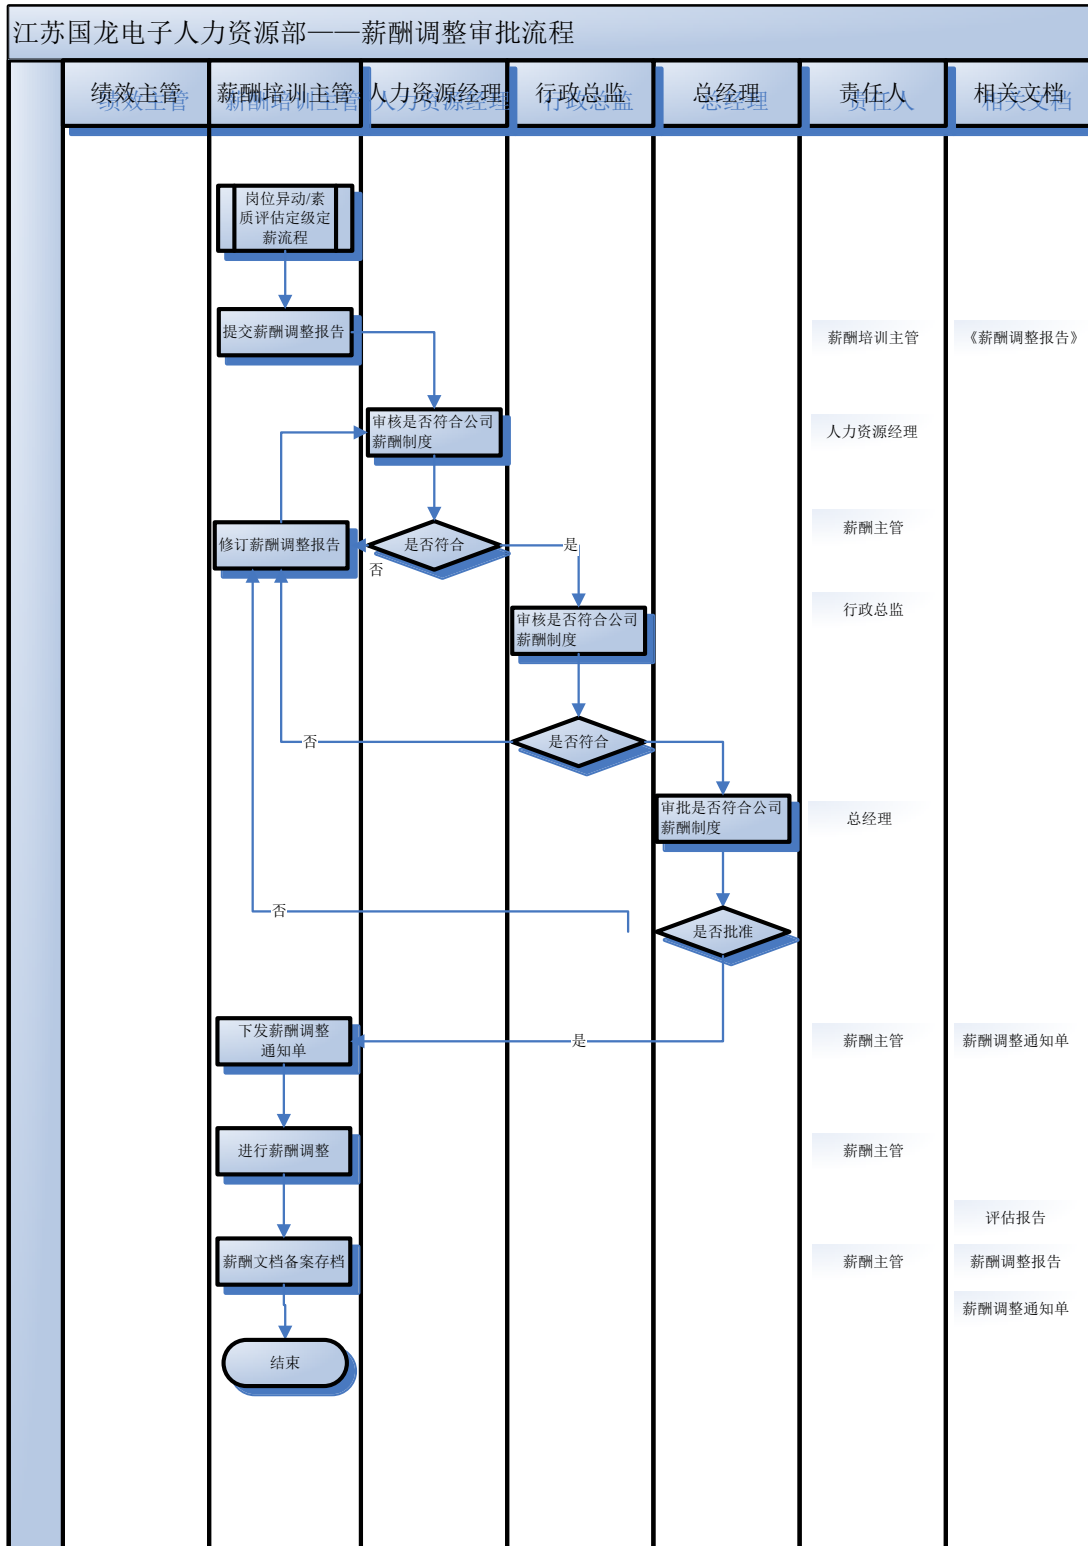 江苏国龙电子人力资源部——薪酬调整审批流程
绩效主管
薪酬培训主管
人力资源经理
行政总监
总经理
责任人
相关文档
岗位异动/素
质评估定级定
薪流程
提交薪酬调整报告
薪酬培训主管
《薪酬调整报告》
审核是否符合公司
薪酬制度
人力资源经理
修订薪酬调整报告
是否符合
是
否
薪酬主管
审核是否符合公司
薪酬制度
行政总监
是否符合
否
审批是否符合公司
薪酬制度
总经理
否
是否批准
下发薪酬调整
通知单
是
薪酬主管
薪酬调整通知单
进行薪酬调整
薪酬主管
评估报告
薪酬文档备案存档
薪酬主管
薪酬调整报告
薪酬调整通知单
结束